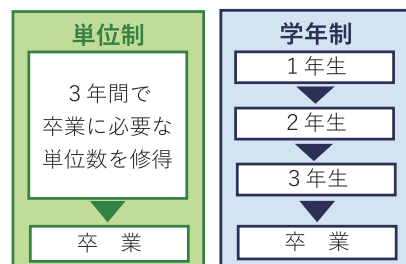 単位制
3年間で
卒業に必要な
単位数を修得
卒 業
学年制
1年生
2年生
3年生
卒 業